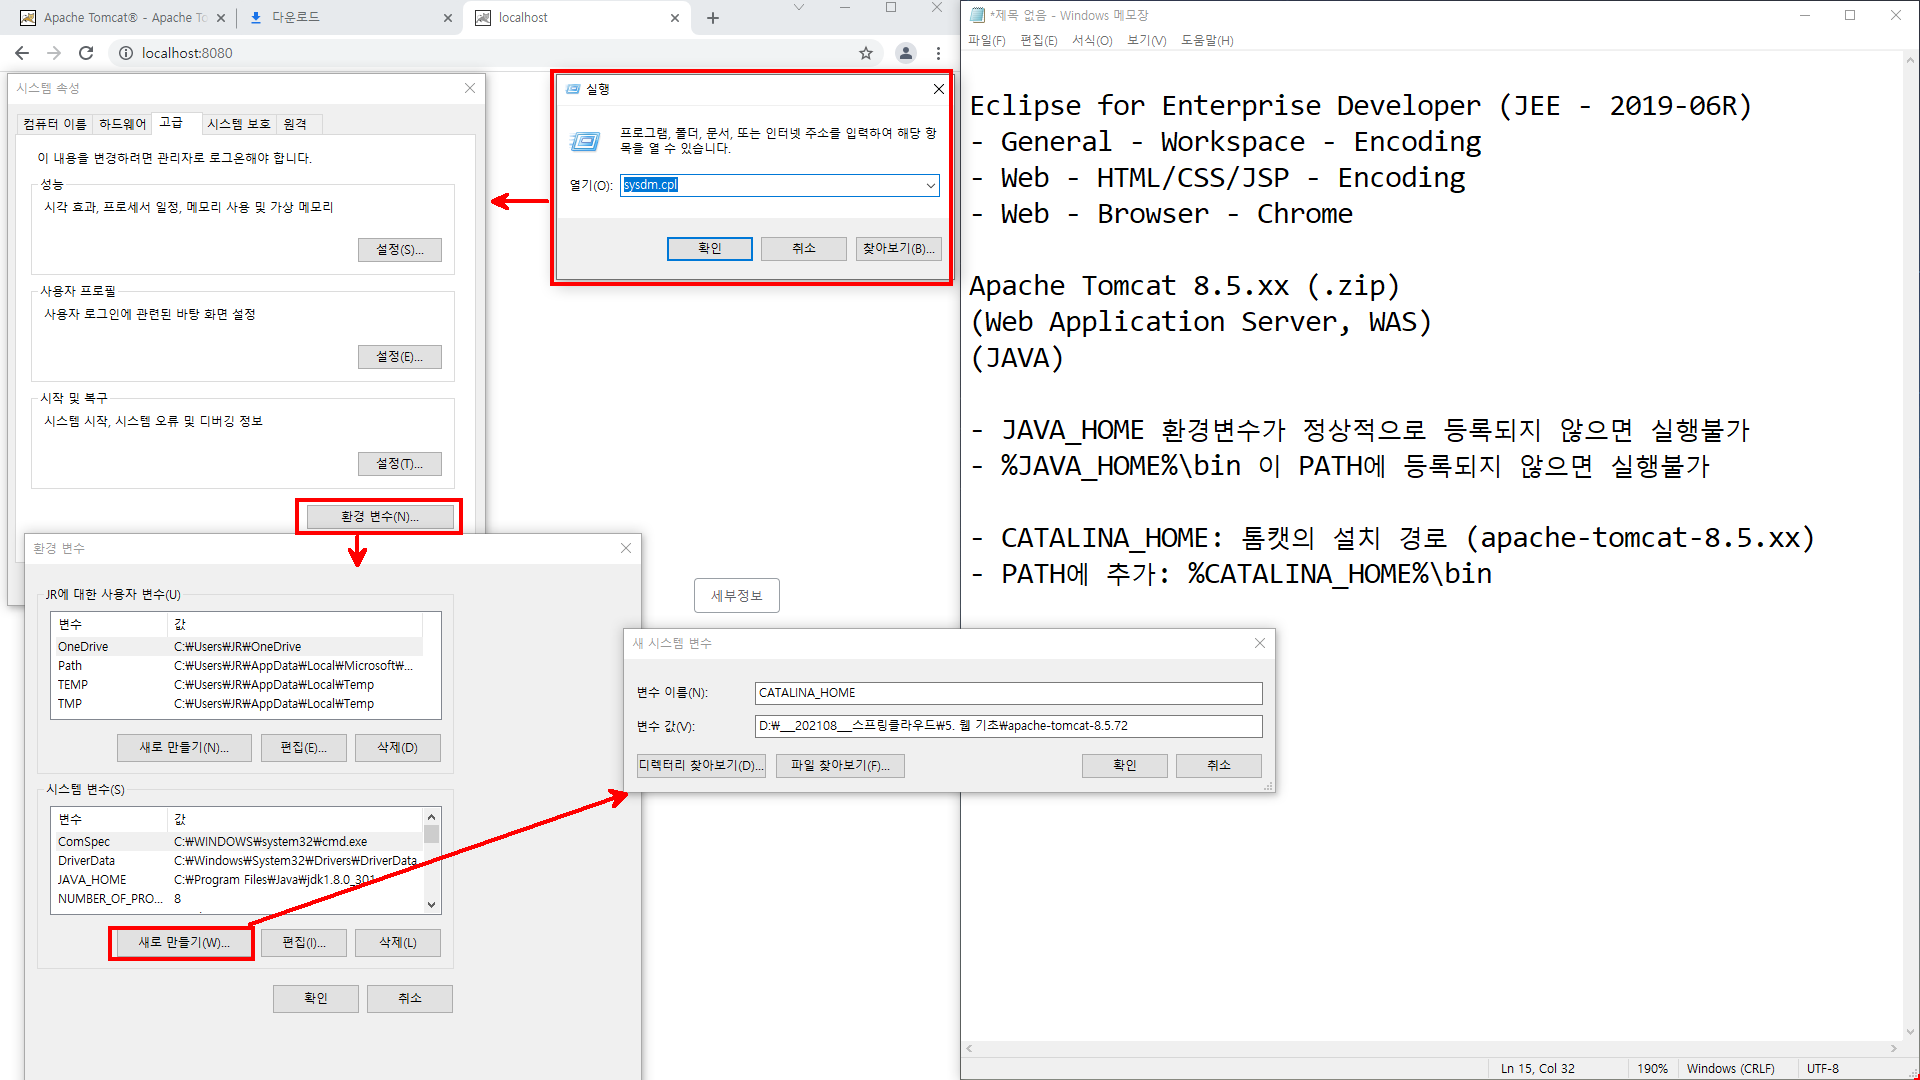 Apache Tomcat® - Apache To
다운로드
localhost
localhost:8080
시스템 속성
컴퓨터 이름
하드웨어
고급
시스템 보호
원격
이 내용을 변경하려면 관리자로 로그온해야 합니다.
성능
시각 효과, 프로세서 일정, 메모리 사용 및 가상 메모리
설정(S)...
사용자 프로필
사용자 로그인에 관련된 바탕 화면 설정
설정(E)...
시작 및 복구
시스템 시작, 시스템 오류 및 디버깅 정보
설정(T)...
환경 변수(N)...
실행
프로그램, 폴더, 문서, 또는 인터넷 주소를 입력하여 해당 항
목을 열 수 있습니다.
열기(O): sysdm.cpl
확인 취소 찾아보기(B)...
세부정보
환경 변수
JR에 대한 사용자 변수(U)
변수 값
OneDrive C:₩Users₩JR₩OneDrive
Path C:₩Users₩JR₩AppData₩Local₩Microsoft₩...
TEMP C:₩Users₩JR₩AppData₩Local₩Temp
TMP C:₩Users₩JR₩AppData₩Local₩Temp
새로 만들기(N)... 편집(E)... 삭제(D)
시스템 변수(S)
변수 값
ComSpec C:₩WINDOWS₩system32₩cmd.exe
DriverData C:₩Windows₩System32₩Drivers₩DriverData
JAVA_HOME C:₩Program Files₩Java₩jdk1.8.0_301
NUMBER_OF_PRO... 8
새로 만들기(W)... 편집(I)... 삭제(L)
확인 취소
새 시스템 변수
변수 이름(N): CATALINA_HOME
변수 값(V): D:₩__202108__스프링클라우드₩5. 웹 기초₩apache-tomcat-8.5.72
디렉터리 찾아보기(D)... 파일 찾아보기(F)... 확인 취소
*제목 없음 - Windows 메모장
파일(F) 편집(E) 서식(O) 보기(V) 도움말(H)
Eclipse for Enterprise Developer (JEE - 2019-06R)
- General - Workspace - Encoding
- Web - HTML/CSS/JSP - Encoding
- Web - Browser - Chrome
Apache Tomcat 8.5.xx (.zip)
(Web Application Server, WAS)
(JAVA)
- JAVA_HOME 환경변수가 정상적으로 등록되지 않으면 실행불가
- %JAVA_HOME%\bin 이 PATH에 등록되지 않으면 실행불가
- CATALINA_HOME: 톰캣의 설치 경로 (apache-tomcat-8.5.xx)
- PATH에 추가: %CATALINA_HOME%\bin
Ln 15, Col 32 190% Windows (CRLF) UTF-8